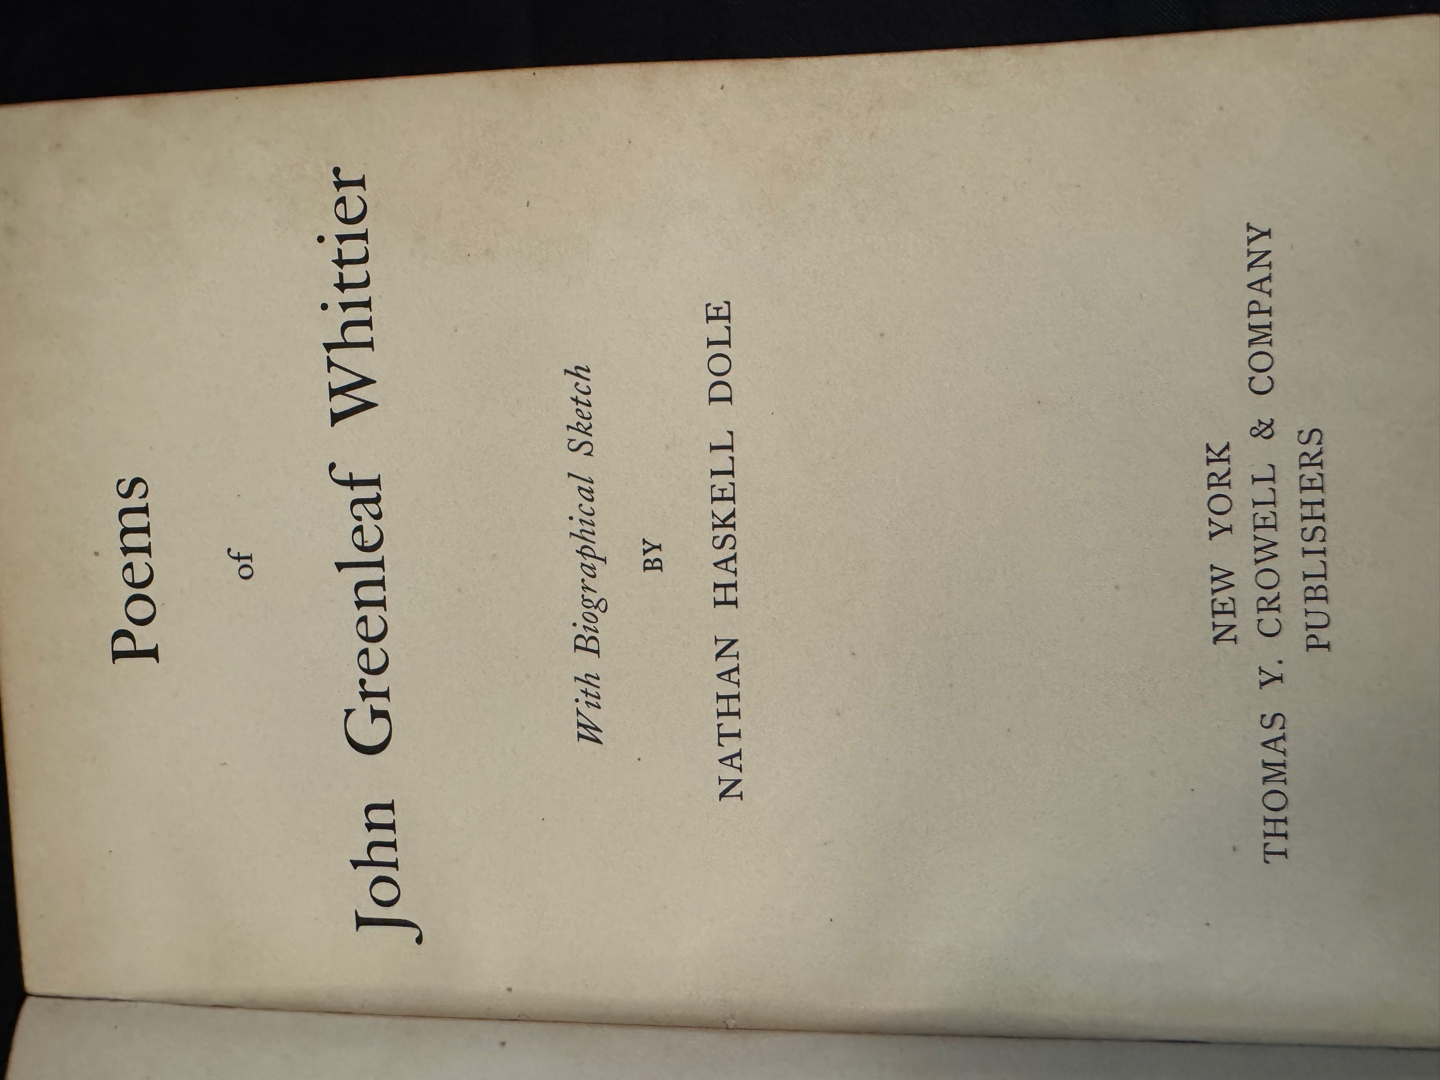 Poems
of
John Greenleaf Whittier
With Biographical Sketch
BY
NATHAN HASKELL DOLE
NEW YORK
THOMAS Y. CROWELL & COMPANY
PUBLISHERS